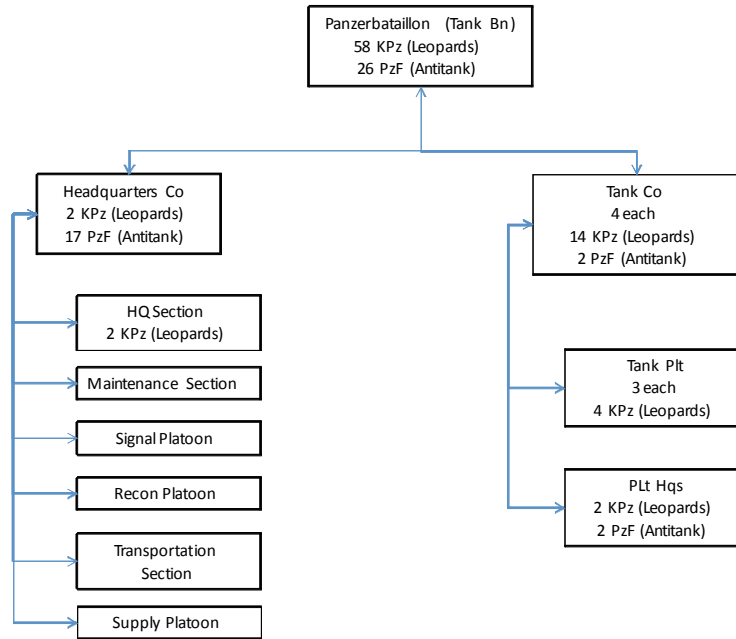 Panzerbataillon (Tank Bn)
58 KPz (Leopards)
26 PzF (Antitank)
Headquarters Co
2 KPz (Leopards)
17 PzF (Antitank)
HQ Section
2 KPz (Leopards)
Maintenance Section
Signal Platoon
Recon Platoon
Transportation
Section
Supply Platoon
Tank Co
4 each
14 KPz (Leopards)
2 PzF (Antitank)
Tank Plt
3 each
4 KPz (Leopards)
PLt Hqs
2 KPz (Leopards)
2 PzF (Antitank)